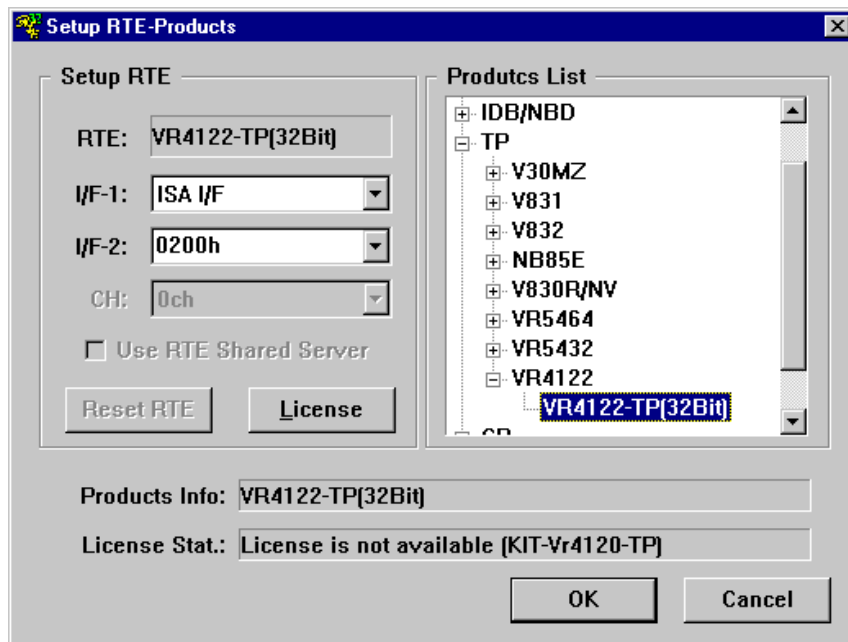 Setup RTE-Products
Setup RTE
RTE: VR4122-TP(32Bit)
I/F-1: ISA I/F
I/F-2: 0200h
CH: 0ch
Use RTE Shared Server
Reset RTE License
Produtcs List
IDB/NBD
TP
V30MZ
V831
V832
NB85E
V830R/NV
VR5464
VR5432
VR4122
VR4122-TP(32Bit)
Products Info: VR4122-TP(32Bit)
License Stat.: License is not available (KIT-Vr4120-TP)
OK Cancel